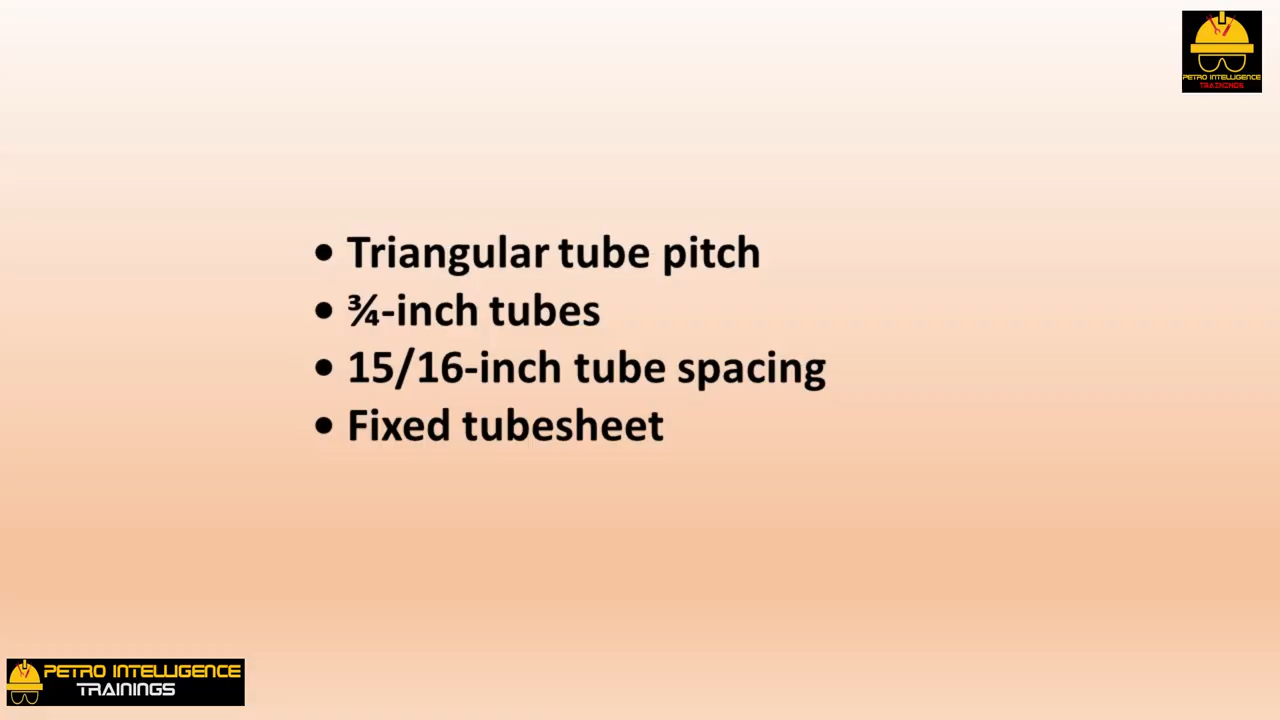 PETRO INTELLIGENCE
TRAININGS
• Triangular tube pitch
• ¾-inch tubes
• 15/16-inch tube spacing
• Fixed tubesheet
PETRO INTELLIGENCE
TRAININGS